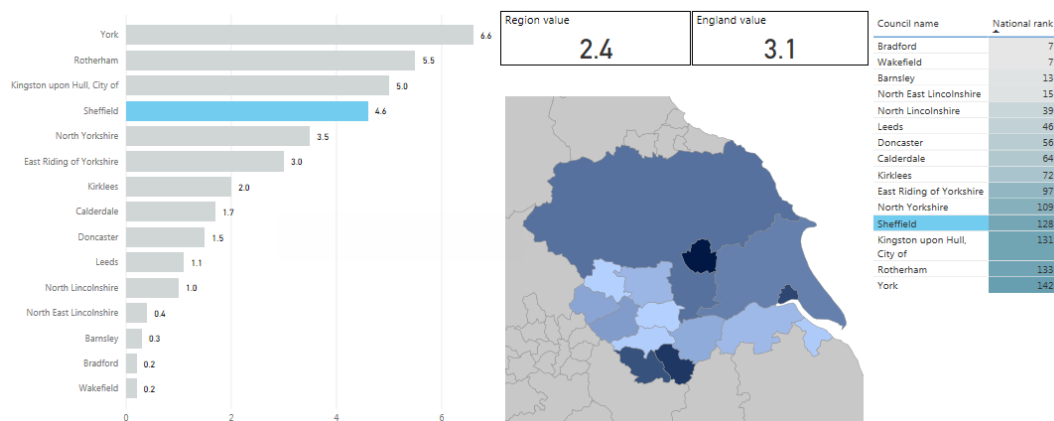 York 6.6
Rotherham 5.5
Kingston upon Hull, City of 5.0
Sheffield 4.6
North Yorkshire 3.5
East Riding of Yorkshire 3.0
Kirklees 2.0
Calderdale 1.7
Doncaster 1.5
Leeds 1.1
North Lincolnshire 1.0
North East Lincolnshire 0.4
Barnsley 0.3
Bradford 0.2
Wakefield 0.2
0 2 4 6
Region value
2.4
England value
3.1
Council name National rank
Bradford 7
Wakefield 7
Barnsley 13
North East Lincolnshire 15
North Lincolnshire 39
Leeds 46
Doncaster 56
Calderdale 64
Kirklees 72
East Riding of Yorkshire 97
North Yorkshire 109
Sheffield 128
Kingston upon Hull, 131
City of
Rotherham 133
York 142